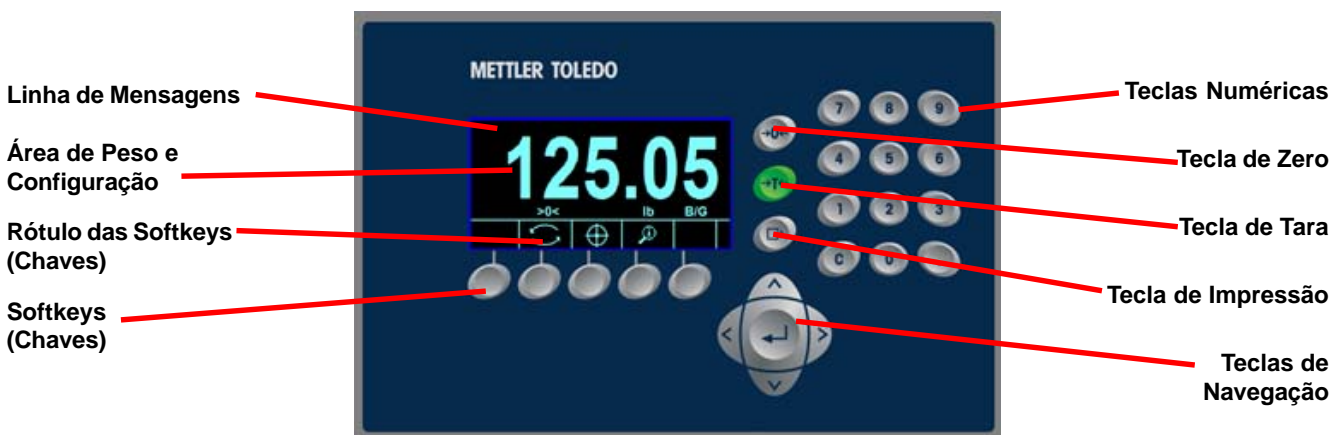 METTLER TOLEDO
Linha de Mensagens
Área de Peso e
Configuração
Rótulo das Softkeys
(Chaves)
Softkeys
(Chaves)
125.05
>0< lb B/G
7 8 9
4 5 6
1 2 3
C 0
→0←
→T←
Teclas Numéricas
Tecla de Zero
Tecla de Tara
Tecla de Impressão
Teclas de
Navegação